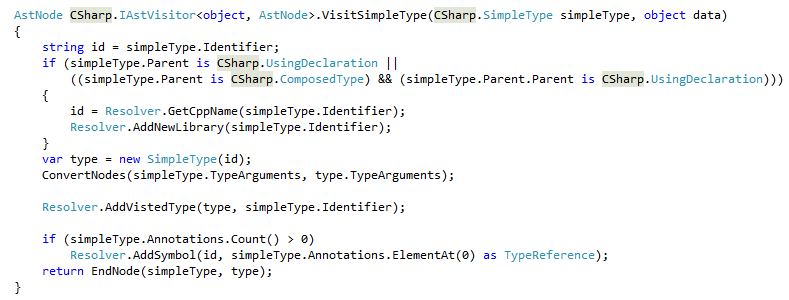 AstNode CSharp.IAstVisitor<object, AstNode>.VisitSimpleType(CSharp.SimpleType simpleType, object data)
{
    string id = simpleType.Identifier;
    if (simpleType.Parent is CSharp.UsingDeclaration ||
        ((simpleType.Parent is CSharp.ComposedType) && (simpleType.Parent.Parent is CSharp.UsingDeclaration)))
    {
        id = Resolver.GetCppName(simpleType.Identifier);
        Resolver.AddNewLibrary(simpleType.Identifier);
    }
    var type = new SimpleType(id);
    ConvertNodes(simpleType.TypeArguments, type.TypeArguments);

    Resolver.AddVistedType(type, simpleType.Identifier);

    if (simpleType.Annotations.Count() > 0)
        Resolver.AddSymbol(id, simpleType.Annotations.ElementAt(0) as TypeReference);
    return EndNode(simpleType, type);
}